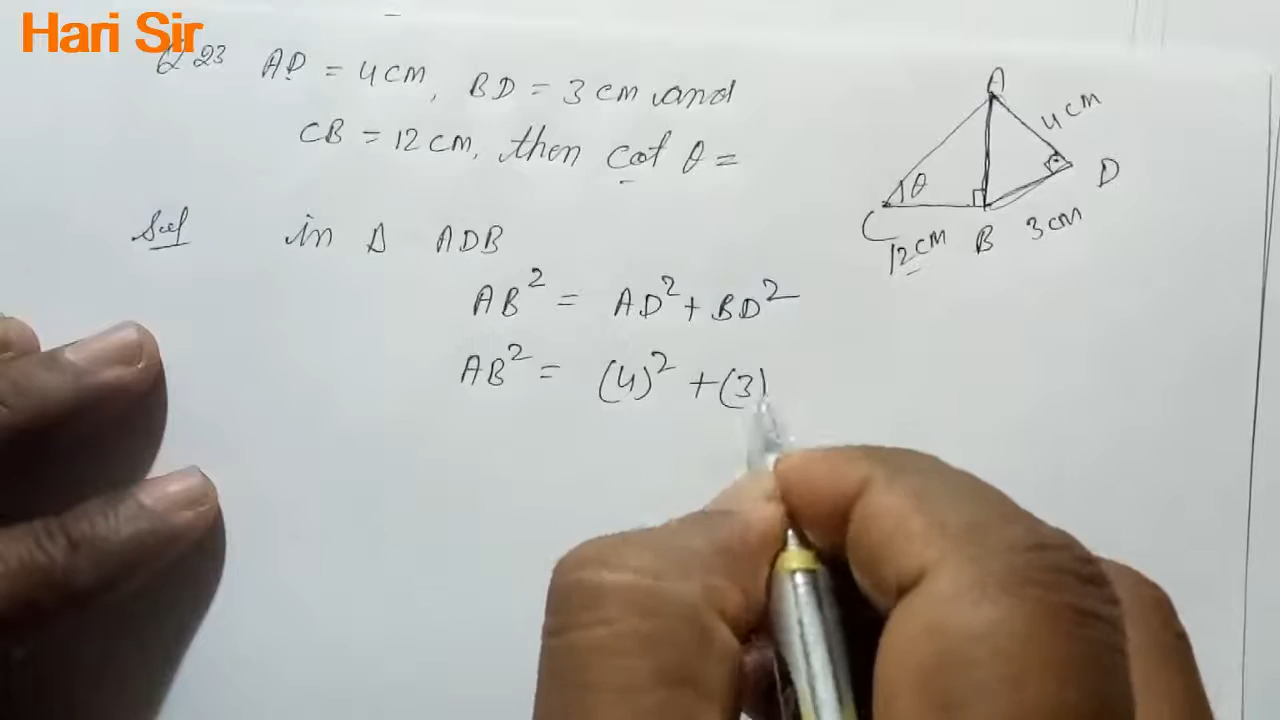 Hari Sir
Q 23 AD = 4 cm, BD = 3 cm and
CB = 12 cm, then cot θ =
Sol in Δ ADB
AB² = AD² + BD²
AB² = (4)² + (3)
A
4 cm
D
θ
C
12 cm
B
3 cm